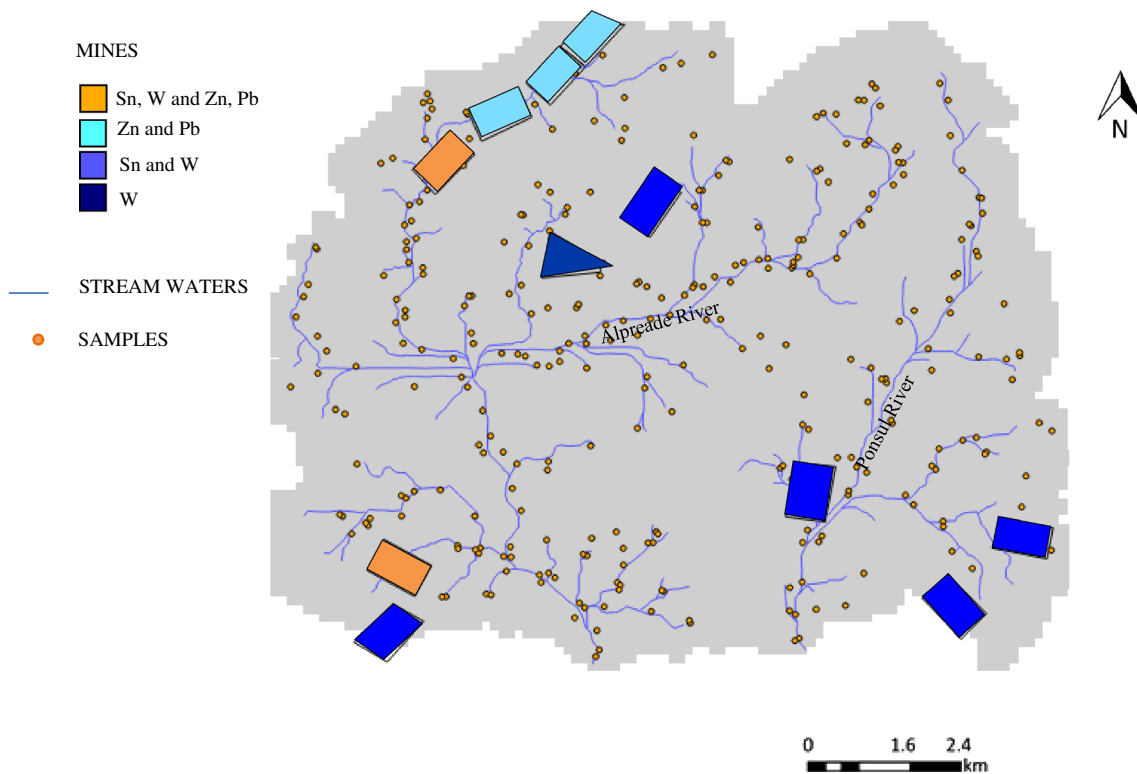 MINES
Sn, W and Zn, Pb
Zn and Pb
Sn and W
W
STREAM WATERS
SAMPLES
N
Alpreade River
Ponsul River
0 1.6 2.4
km